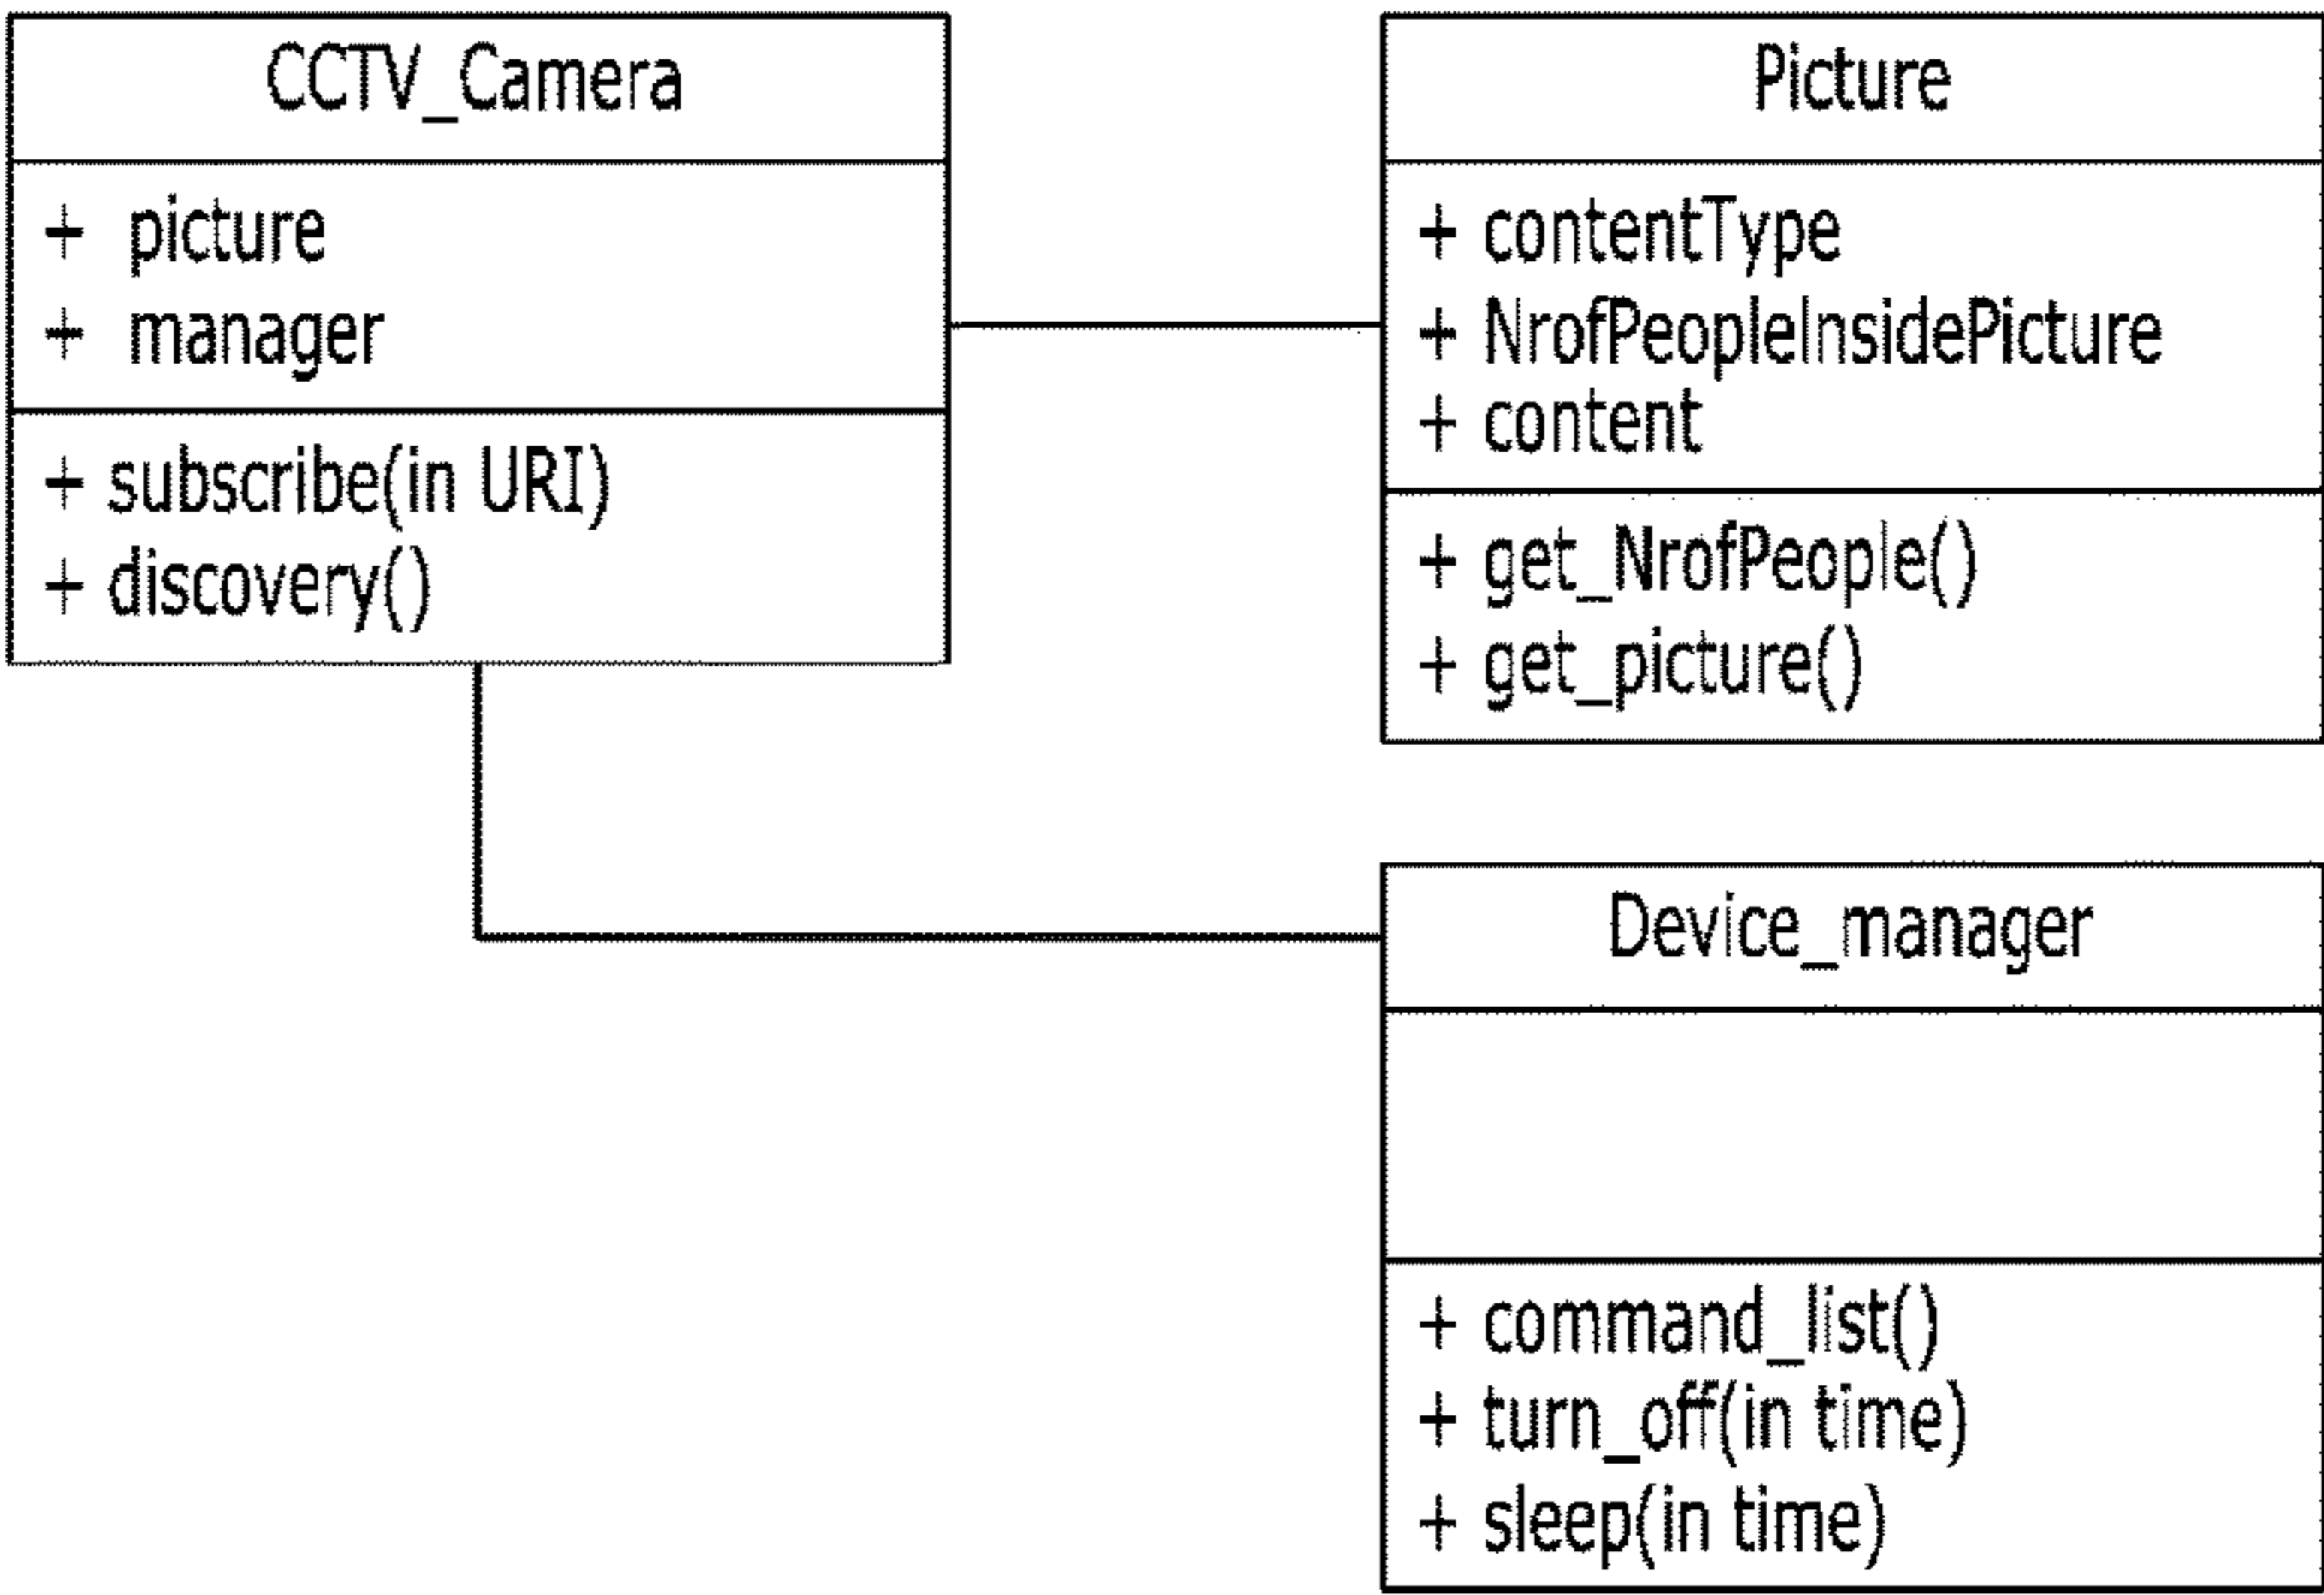 CCTV_Camera
+ picture
+ manager
+ subscribe(in URI)
+ discovery()
Picture
+ contentType
+ NrofPeopleInsidePicture
+ content
+ get_NrofPeople()
+ get_picture()
Device_manager
+ command_list()
+ turn_off(in time)
+ sleep(in time)